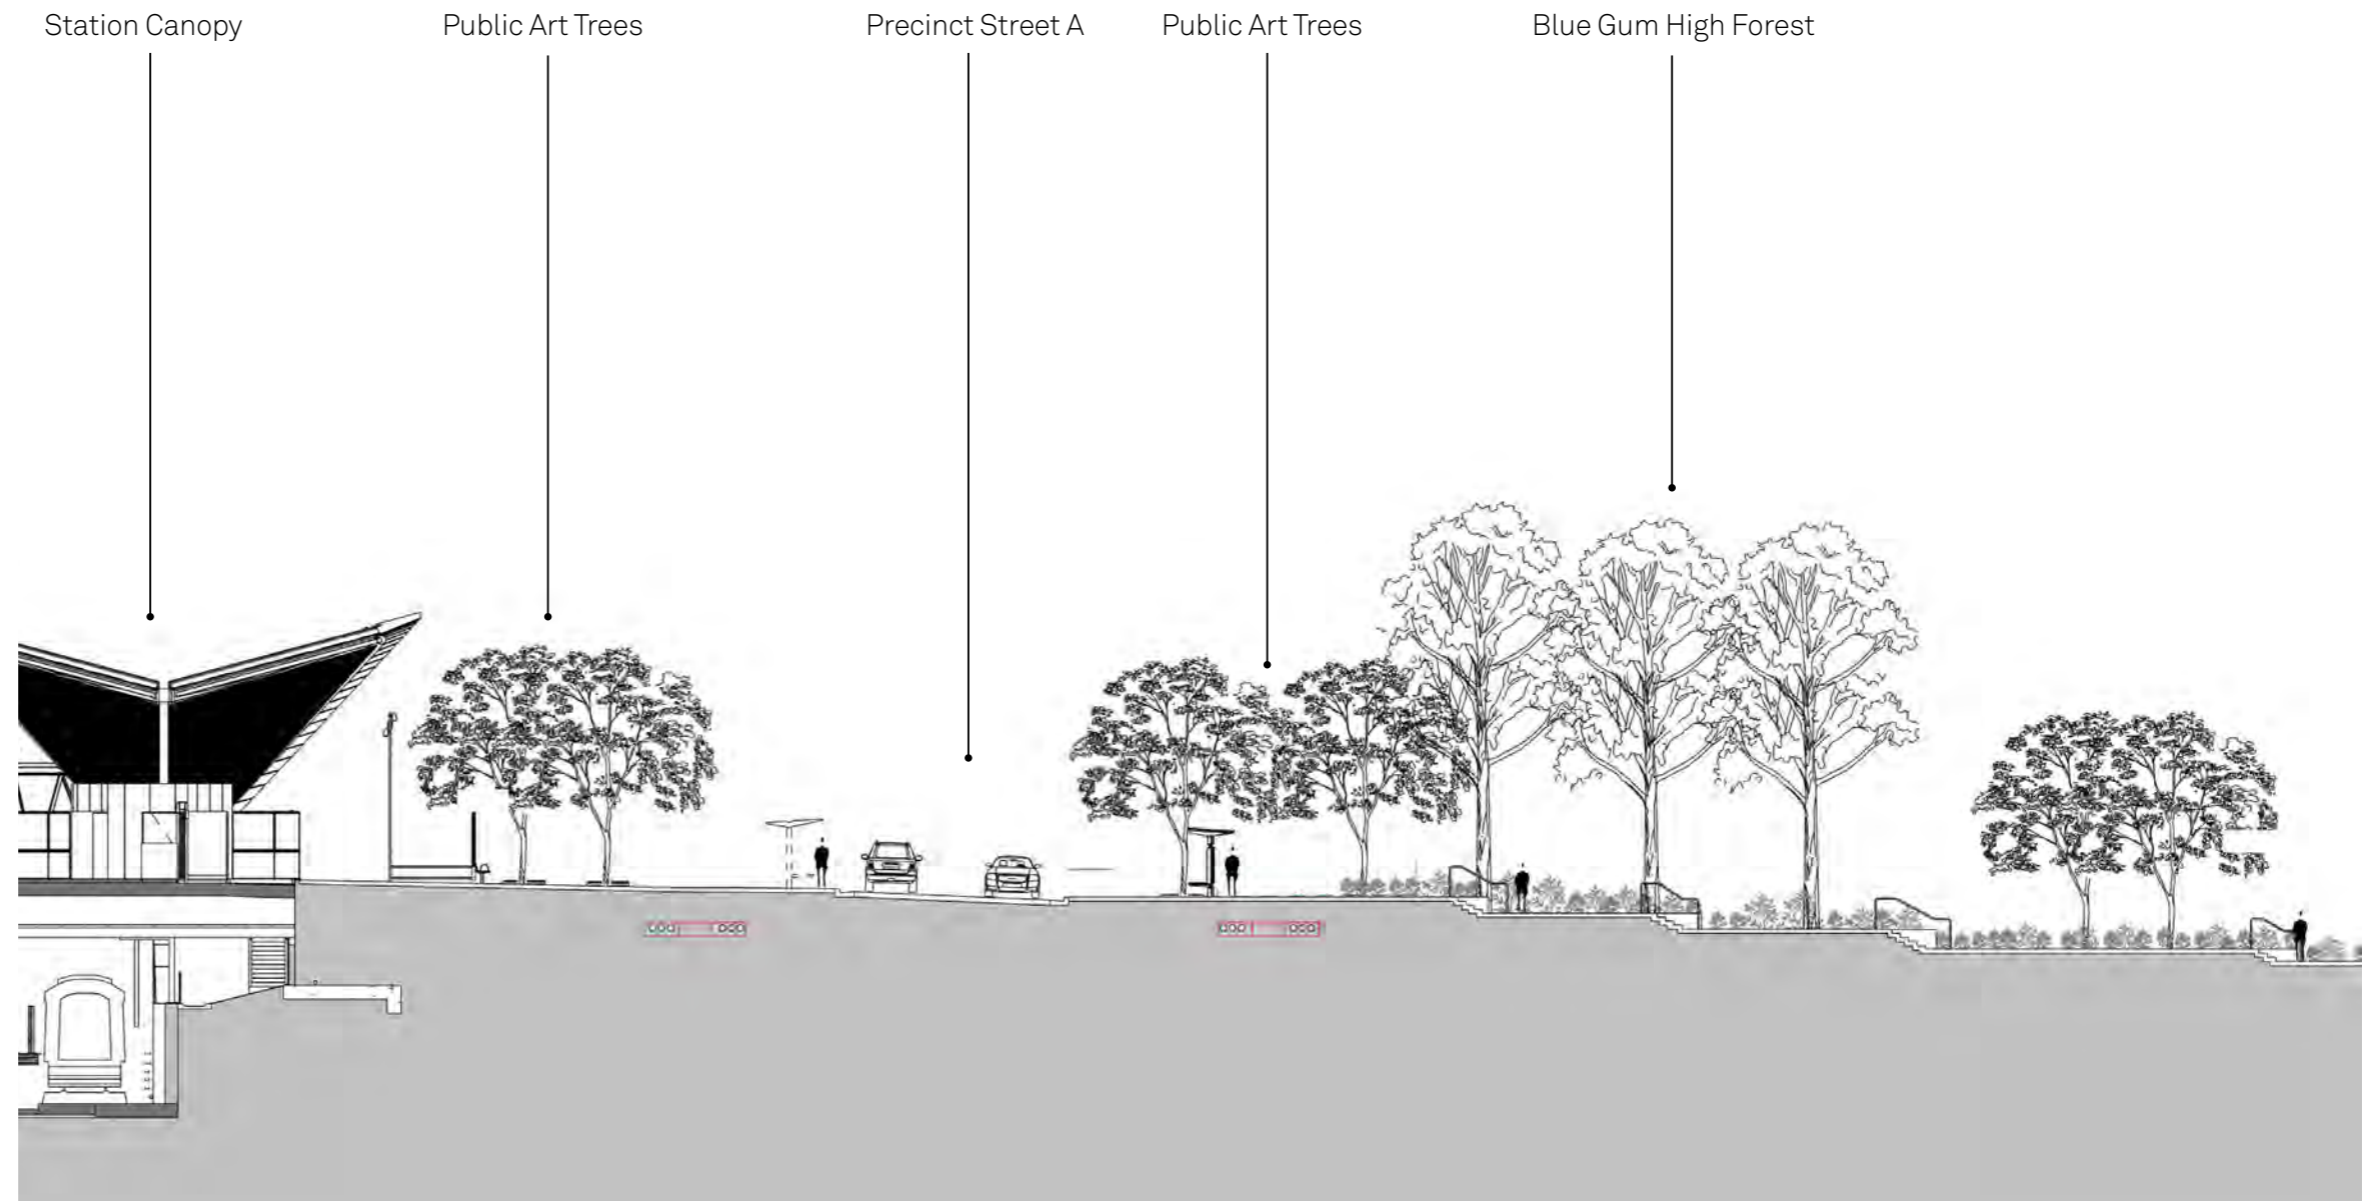 Station Canopy
Public Art Trees
Precinct Street A
Public Art Trees
Blue Gum High Forest